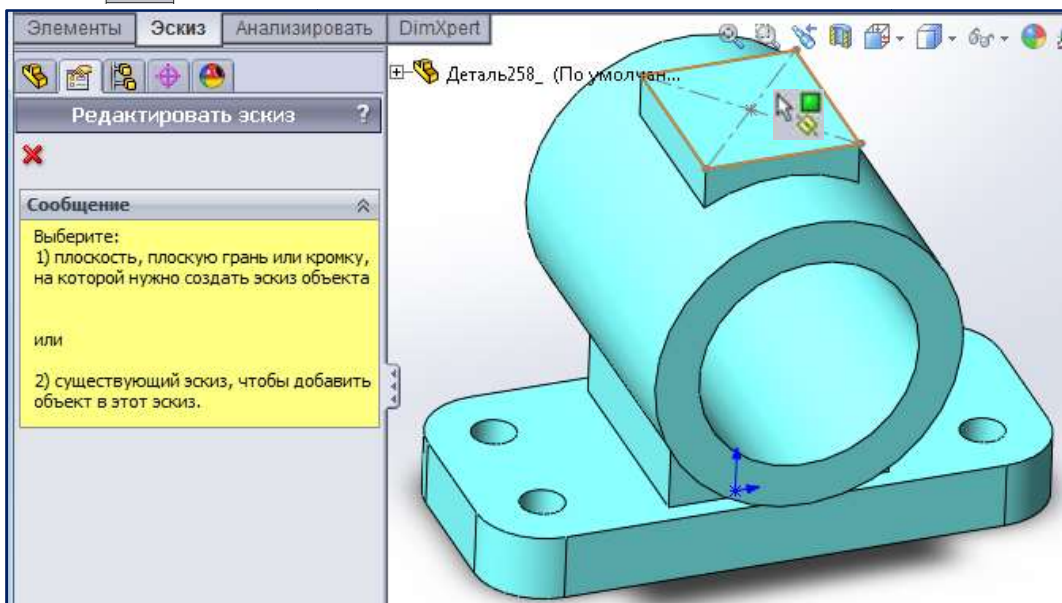 Элементы Эскиз Анализировать DimXpert
Деталь258_ (По умолчан...
Редактировать эскиз ?
Сообщение
Выберите:
1) плоскость, плоскую грань или кромку,
на которой нужно создать эскиз объекта
или
2) существующий эскиз, чтобы добавить
объект в этот эскиз.